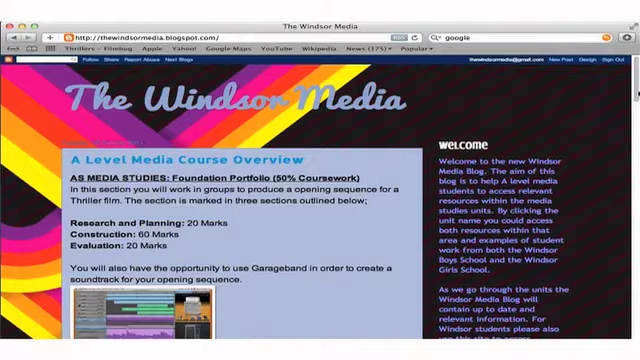 The Windsor Media
http://thewindsormedia.blogspot.com/
RSS
google
Thrillers – Filmbug Apple Yahoo! Google Maps YouTube Wikipedia News (175) Popular
Follow Share Report Abuse Next Blog»
thewindsormedia@gmail.com New Post Design Sign Out
The Windsor Media
A Level Media Course Overview
AS MEDIA STUDIES: Foundation Portfolio (50% Coursework)
In this section you will work in groups to produce a opening sequence for a
Thriller film. The section is marked in three sections outlined below;
Research and Planning: 20 Marks
Construction: 60 Marks
Evaluation: 20 Marks
You will also have the opportunity to use Garageband in order to create a
soundtrack for your opening sequence.
welcome
Welcome to the new Windsor
Media Blog. The aim of this
blog is to help A level media
students to access relevant
resources within the media
studies units. By clicking the
unit name you could access
both resources within that
area and examples of student
work from both the Windsor
Boys School and the Windsor
Girls School.
As we go through the units the
Windsor Media Blog will
contain up to date and
relevant information. For
Windsor students please also
use this site to access